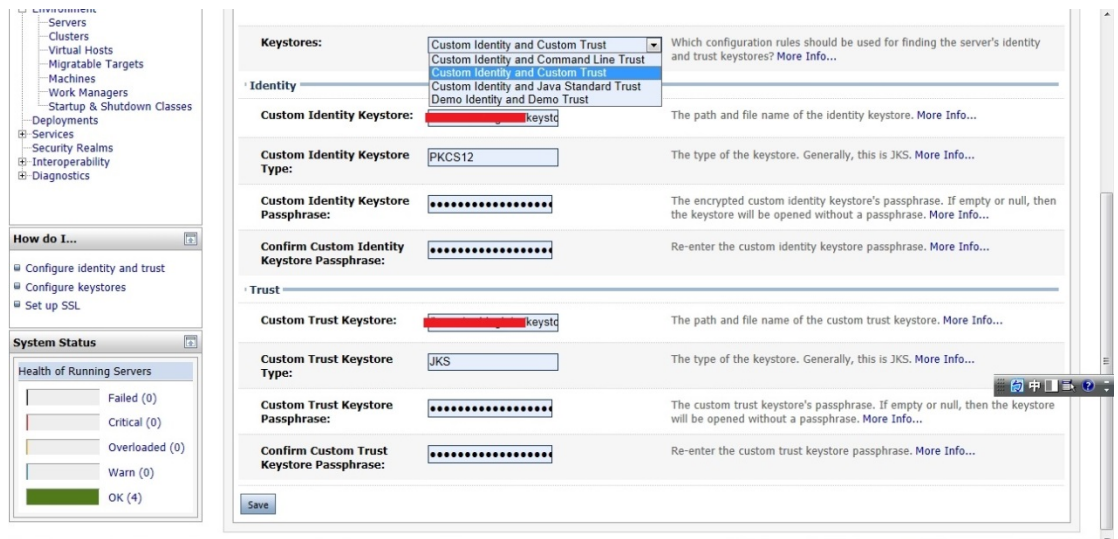 Environment
Servers
Clusters
Virtual Hosts
Migratable Targets
Machines
Work Managers
Startup & Shutdown Classes
Deployments
Services
Security Realms
Interoperability
Diagnostics
How do I...
Configure identity and trust
Configure keystores
Set up SSL
System Status
Health of Running Servers
Failed (0)
Critical (0)
Overloaded (0)
Warn (0)
OK (4)
Keystores:
Custom Identity and Custom Trust
Custom Identity and Command Line Trust
Custom Identity and Custom Trust
Custom Identity and Java Standard Trust
Demo Identity and Demo Trust
Which configuration rules should be used for finding the server's identity
and trust keystores? More Info...
Identity
Custom Identity Keystore:
keysto
The path and file name of the identity keystore. More Info...
Custom Identity Keystore
Type:
PKCS12
The type of the keystore. Generally, this is JKS. More Info...
Custom Identity Keystore
Passphrase:
The encrypted custom identity keystore's passphrase. If empty or null, then
the keystore will be opened without a passphrase. More Info...
Confirm Custom Identity
Keystore Passphrase:
Re-enter the custom identity keystore passphrase. More Info...
Trust
Custom Trust Keystore:
keysto
The path and file name of the custom trust keystore. More Info...
Custom Trust Keystore
Type:
JKS
The type of the keystore. Generally, this is JKS. More Info...
Custom Trust Keystore
Passphrase:
The custom trust keystore's passphrase. If empty or null, then the keystore
will be opened without a passphrase. More Info...
Confirm Custom Trust
Keystore Passphrase:
Re-enter the custom trust keystore passphrase. More Info...
Save
中